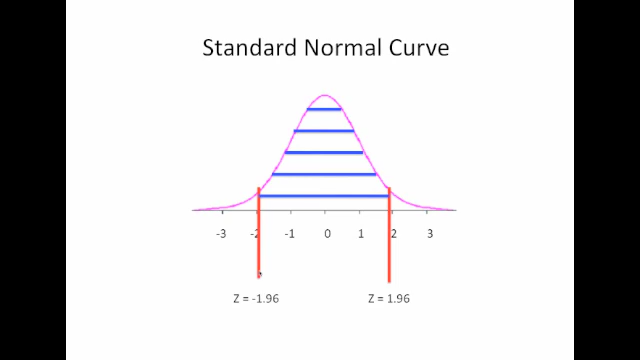 Standard Normal Curve
-3 -2 -1 0 1 2 3
Z = -1.96 Z = 1.96